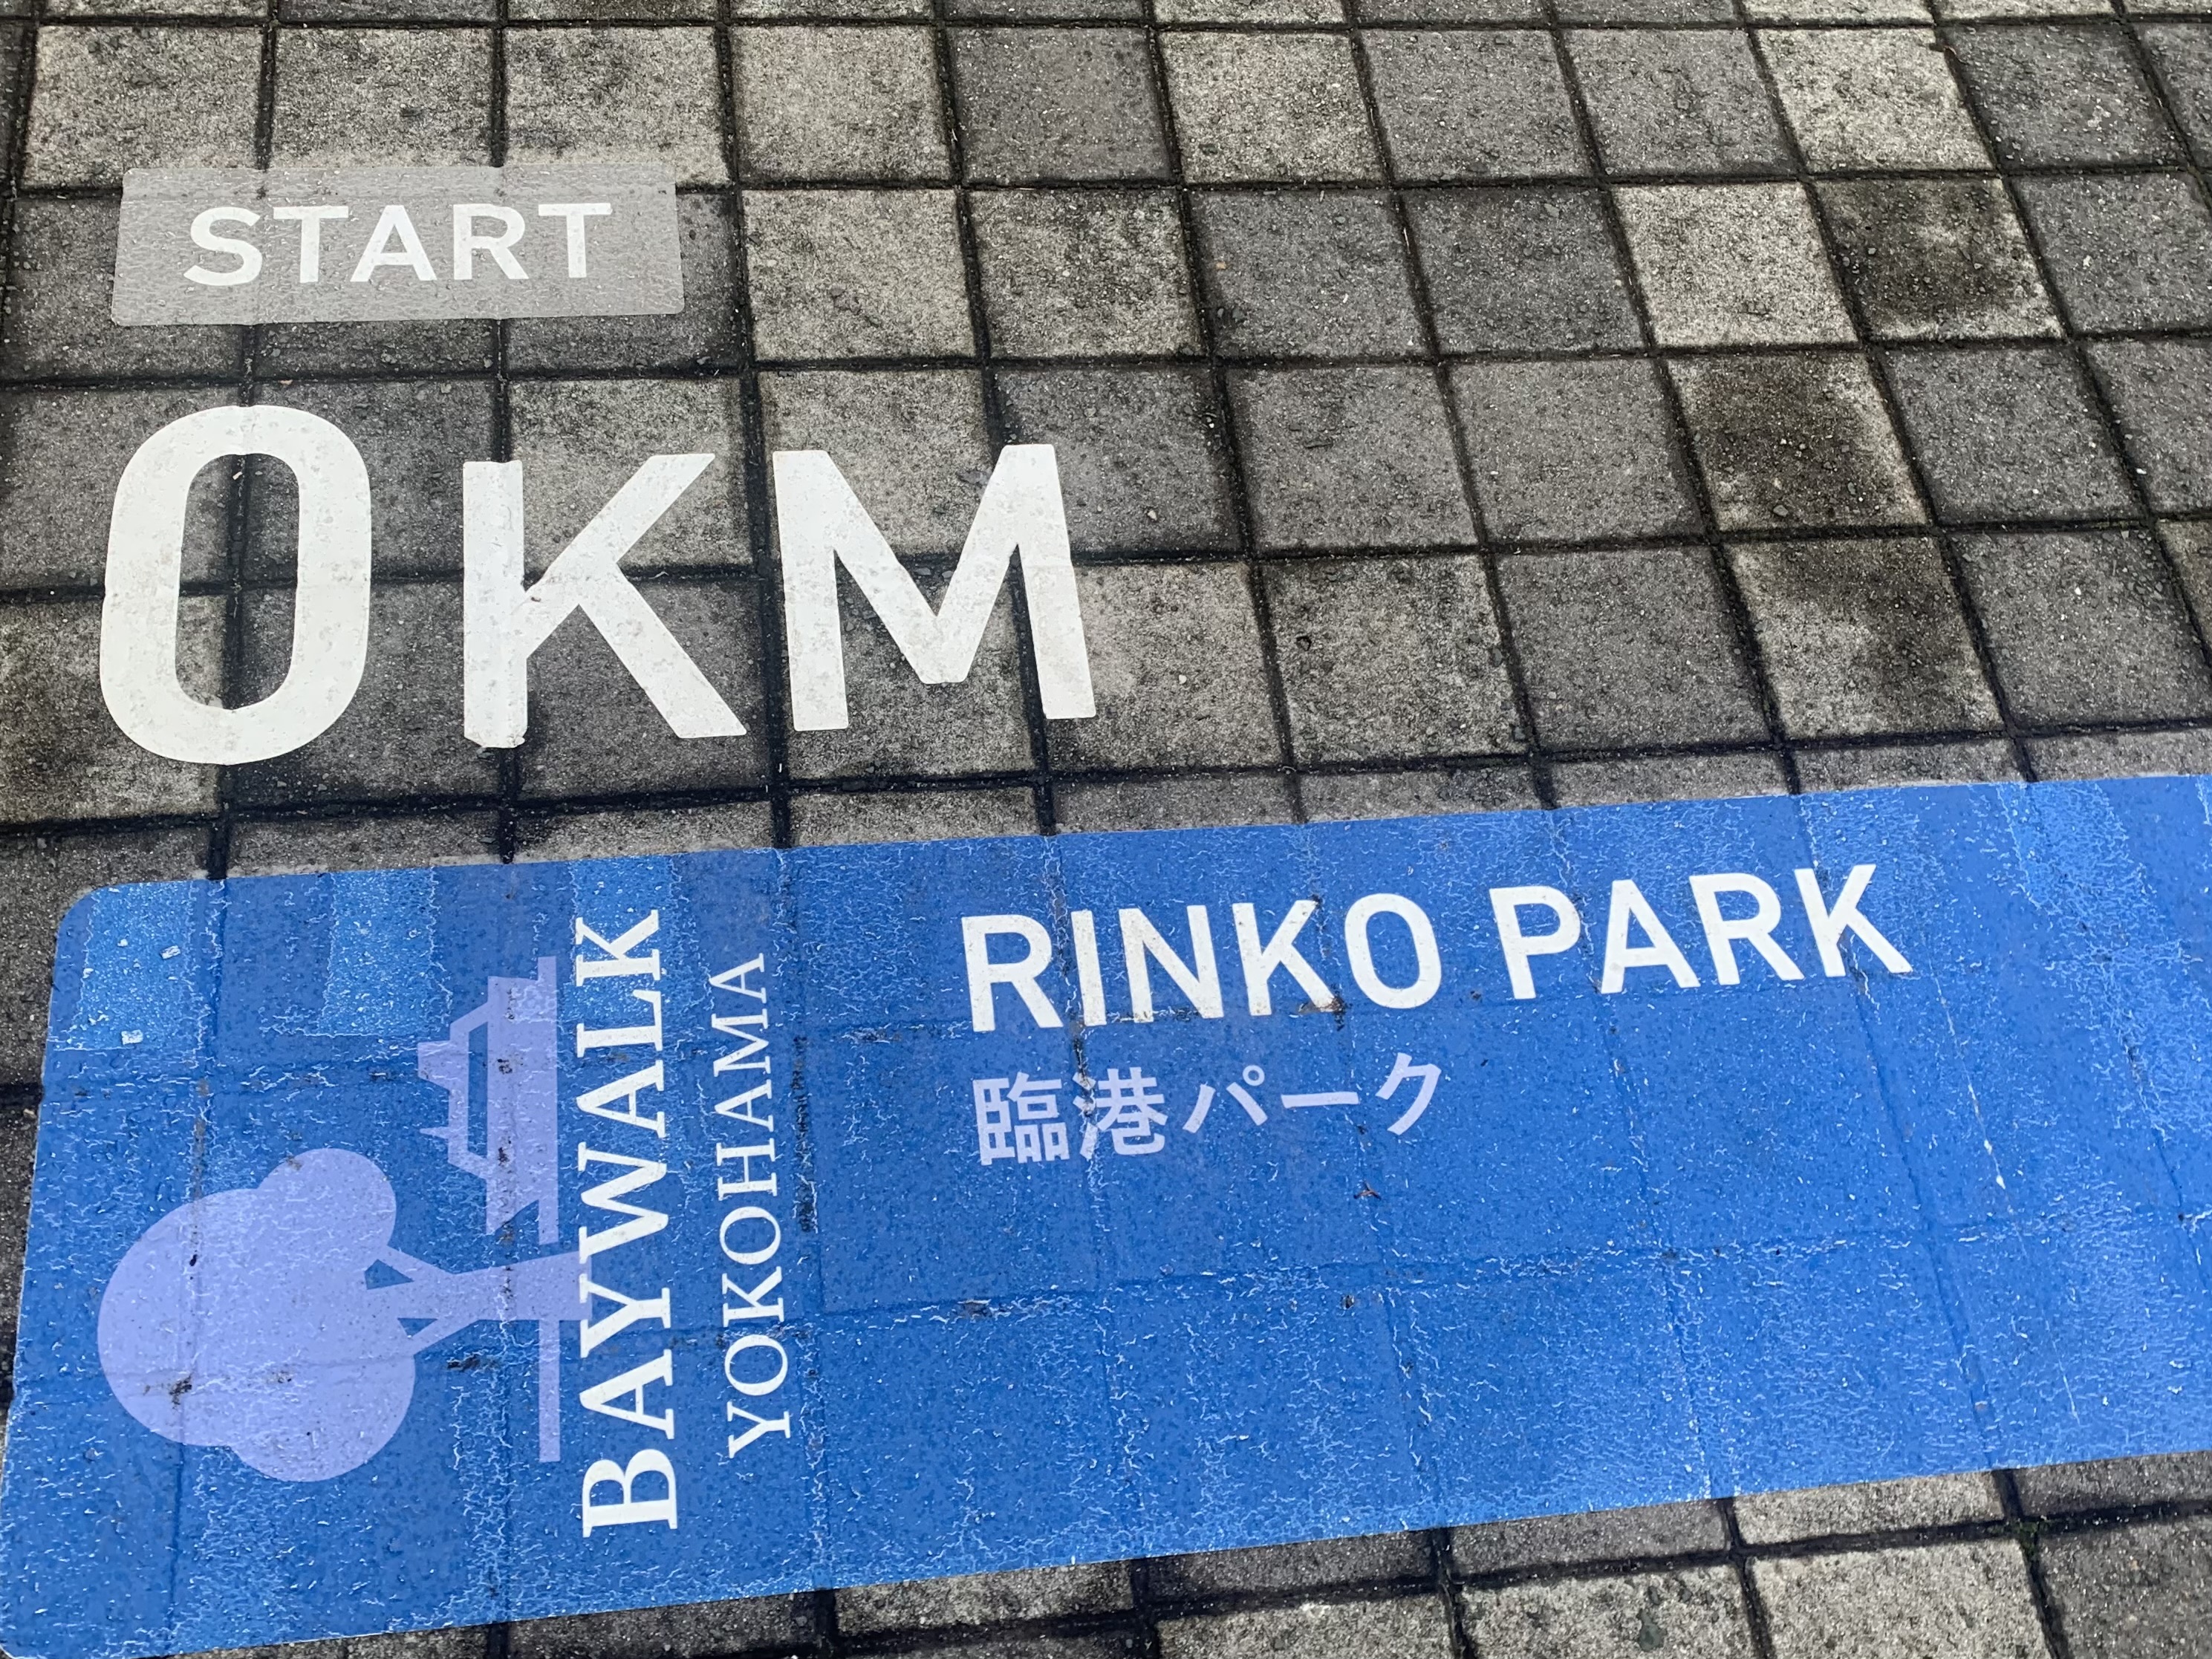 START
0KM
BAYWALK
YOKOHAMA
RINKO PARK
臨港パーク